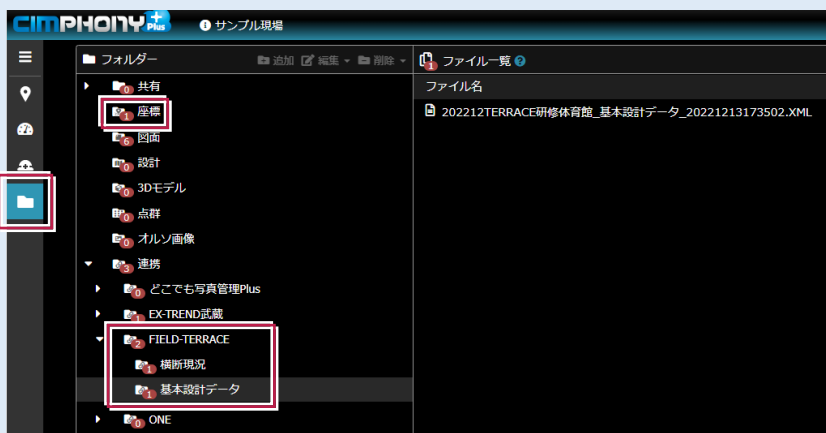 CIMPHONY Plus
サンプル現場
フォルダー 追加 編集 削除
ファイル一覧
1
ファイル名
202212TERRACE研修体育館_基本設計データ_20221213173502.XML
0 共有
1 座標
6 図面
0 設計
0 3Dモデル
0 点群
0 オルソ画像
3 連携
0 どこでも写真管理Plus
1 EX-TREND武蔵
2 FIELD-TERRACE
1 横断現況
1 基本設計データ
0 ONE